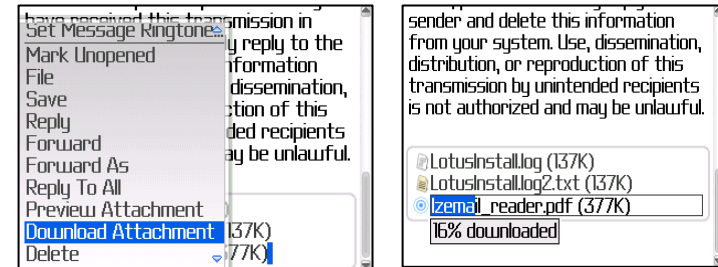 have received this transmission in
Set Message Ringtone...
y reply to the
Mark Unopened
nformation
File
dissemination,
Save
ction of this
Reply
ded recipients
Forward
ay be unlawful.
Forward As
Reply To All
Preview Attachment
137K)
Download Attachment
377K)
Delete
sender and delete this information
from your system. Use, dissemination,
distribution, or reproduction of this
transmission by unintended recipients
is not authorized and may be unlawful.
LotusInstall.log (137K)
LotusInstall.log2.txt (137K)
Izemail_reader.pdf (377K)
16% downloaded